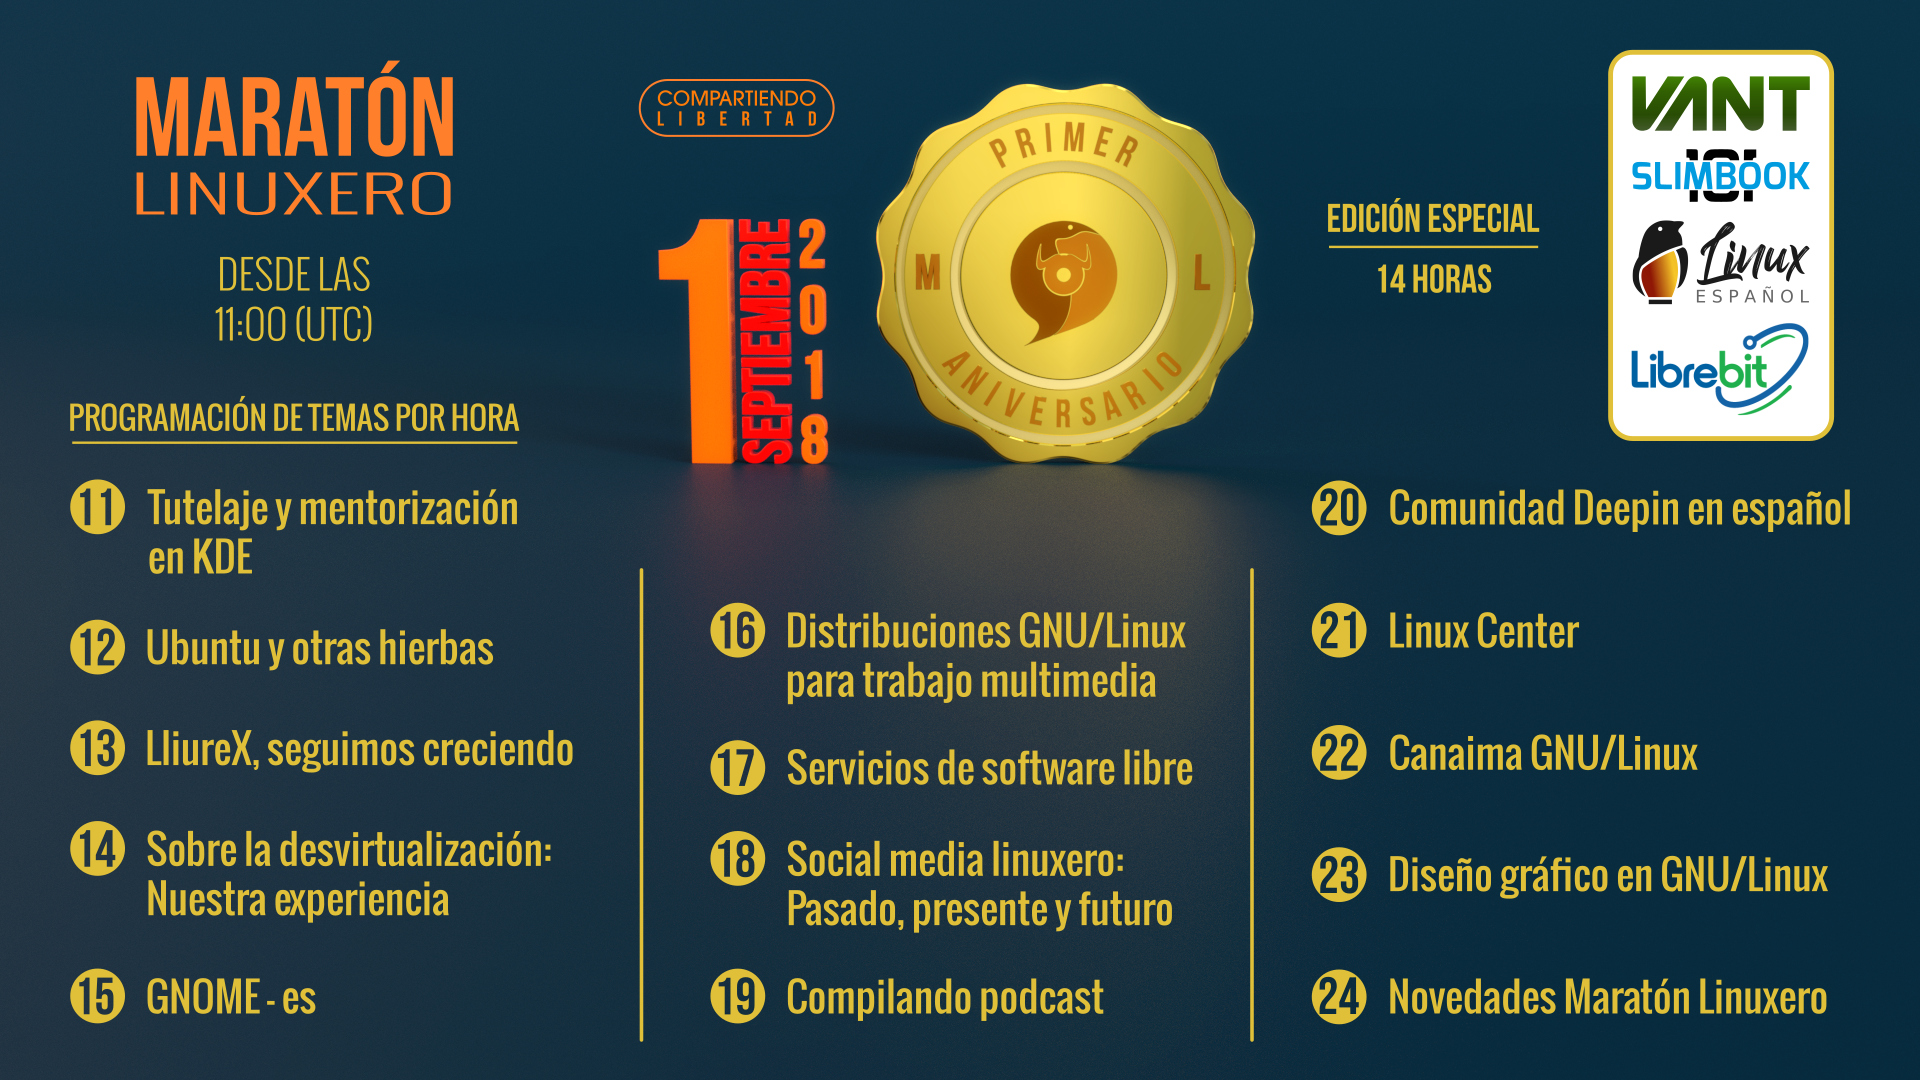 MARATÓN
LINUXERO
DESDE LAS
11:00 (UTC)
COMPARTIENDO
LIBERTAD
1
SEPTIEMBRE
2018
PRIMER
M L
ANIVERSARIO
EDICIÓN ESPECIAL
14 HORAS
VANT
SLIMBOOK
Linux
ESPAÑOL
Librebit
PROGRAMACIÓN DE TEMAS POR HORA
11 Tutelaje y mentorización
en KDE
12 Ubuntu y otras hierbas
13 LliureX, seguimos creciendo
14 Sobre la desvirtualización:
Nuestra experiencia
15 GNOME - es
16 Distribuciones GNU/Linux
para trabajo multimedia
17 Servicios de software libre
18 Social media linuxero:
Pasado, presente y futuro
19 Compilando podcast
20 Comunidad Deepin en español
21 Linux Center
22 Canaima GNU/Linux
23 Diseño gráfico en GNU/Linux
24 Novedades Maratón Linuxero